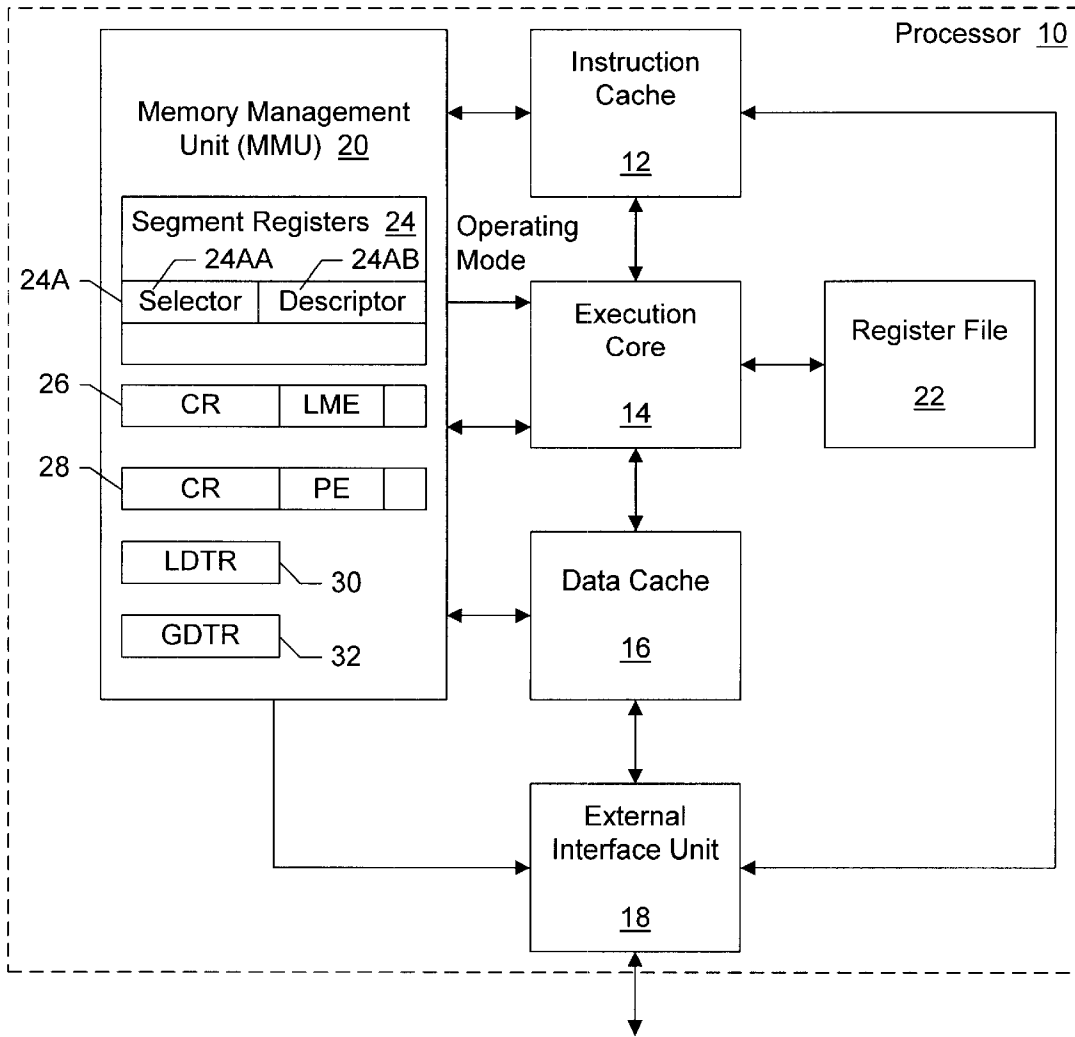 Processor 10
Memory Management
Unit (MMU) 20
Segment Registers 24
24AA 24AB
24A
Selector Descriptor
26
CR LME
28
CR PE
LDTR
30
GDTR
32
Operating
Mode
Instruction
Cache
12
Execution
Core
14
Register File
22
Data Cache
16
External
Interface Unit
18